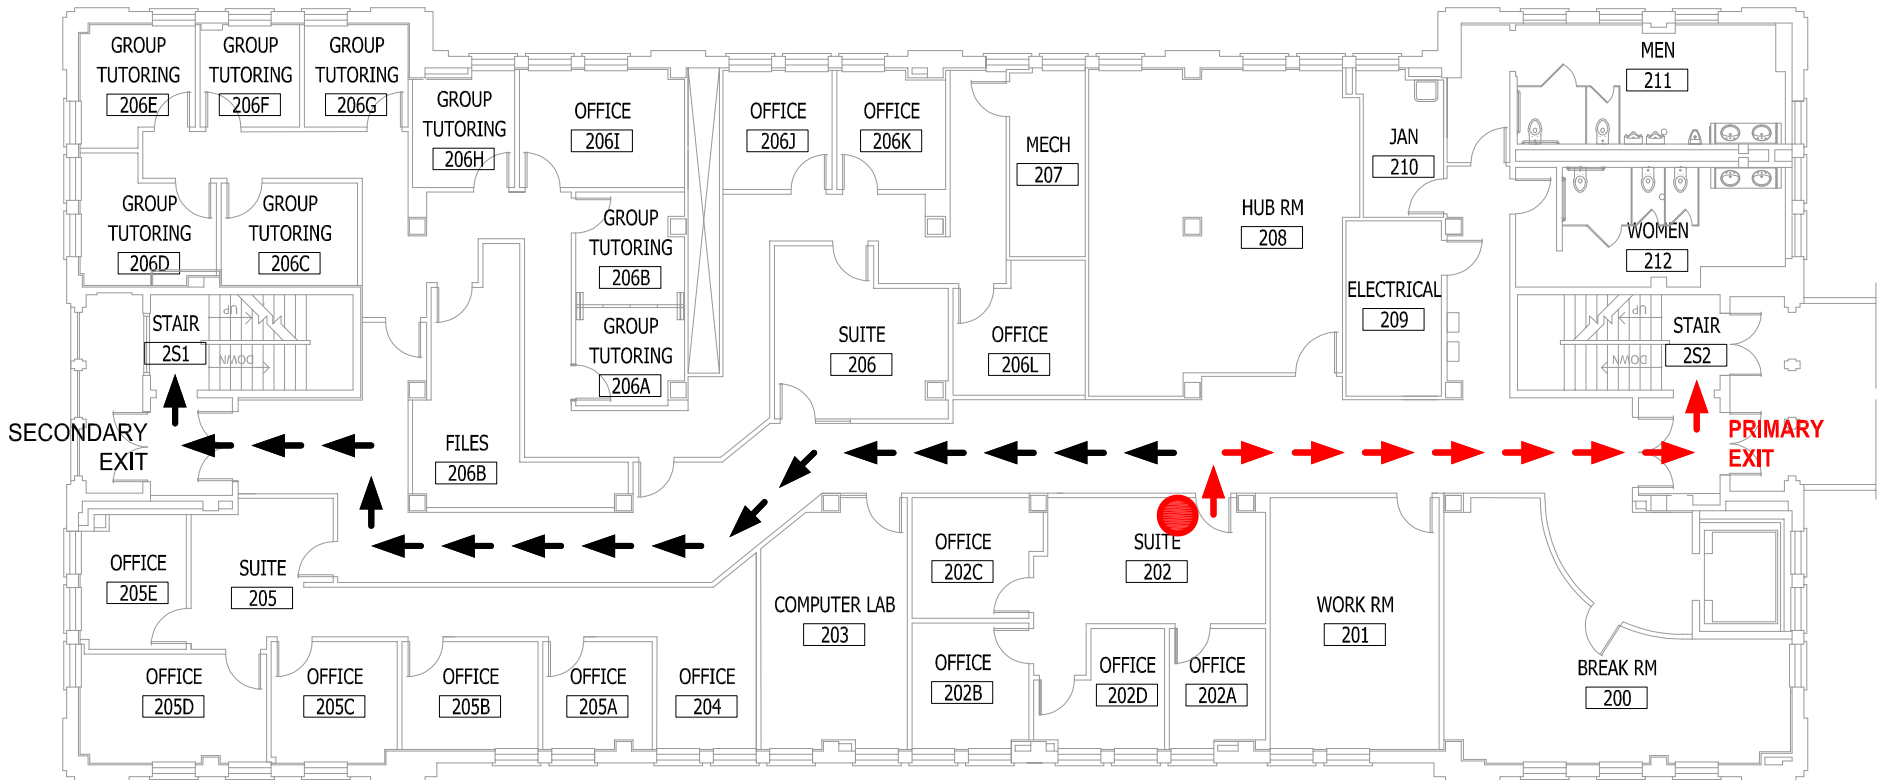 GROUP
TUTORING
206E
GROUP
TUTORING
206F
GROUP
TUTORING
206G
GROUP
TUTORING
206H
OFFICE
206I
OFFICE
206J
OFFICE
206K
MECH
207
HUB RM
208
JAN
210
MEN
211
WOMEN
212
GROUP
TUTORING
206D
GROUP
TUTORING
206C
GROUP
TUTORING
206B
GROUP
TUTORING
206A
STAIR
2S1
UP
DOWN
SUITE
206
OFFICE
206L
ELECTRICAL
209
UP
DOWN
STAIR
2S2
SECONDARY
EXIT
FILES
206B
PRIMARY
EXIT
OFFICE
205E
SUITE
205
OFFICE
202C
SUITE
202
COMPUTER LAB
203
WORK RM
201
OFFICE
205D
OFFICE
205C
OFFICE
205B
OFFICE
205A
OFFICE
204
OFFICE
202B
OFFICE
202D
OFFICE
202A
BREAK RM
200